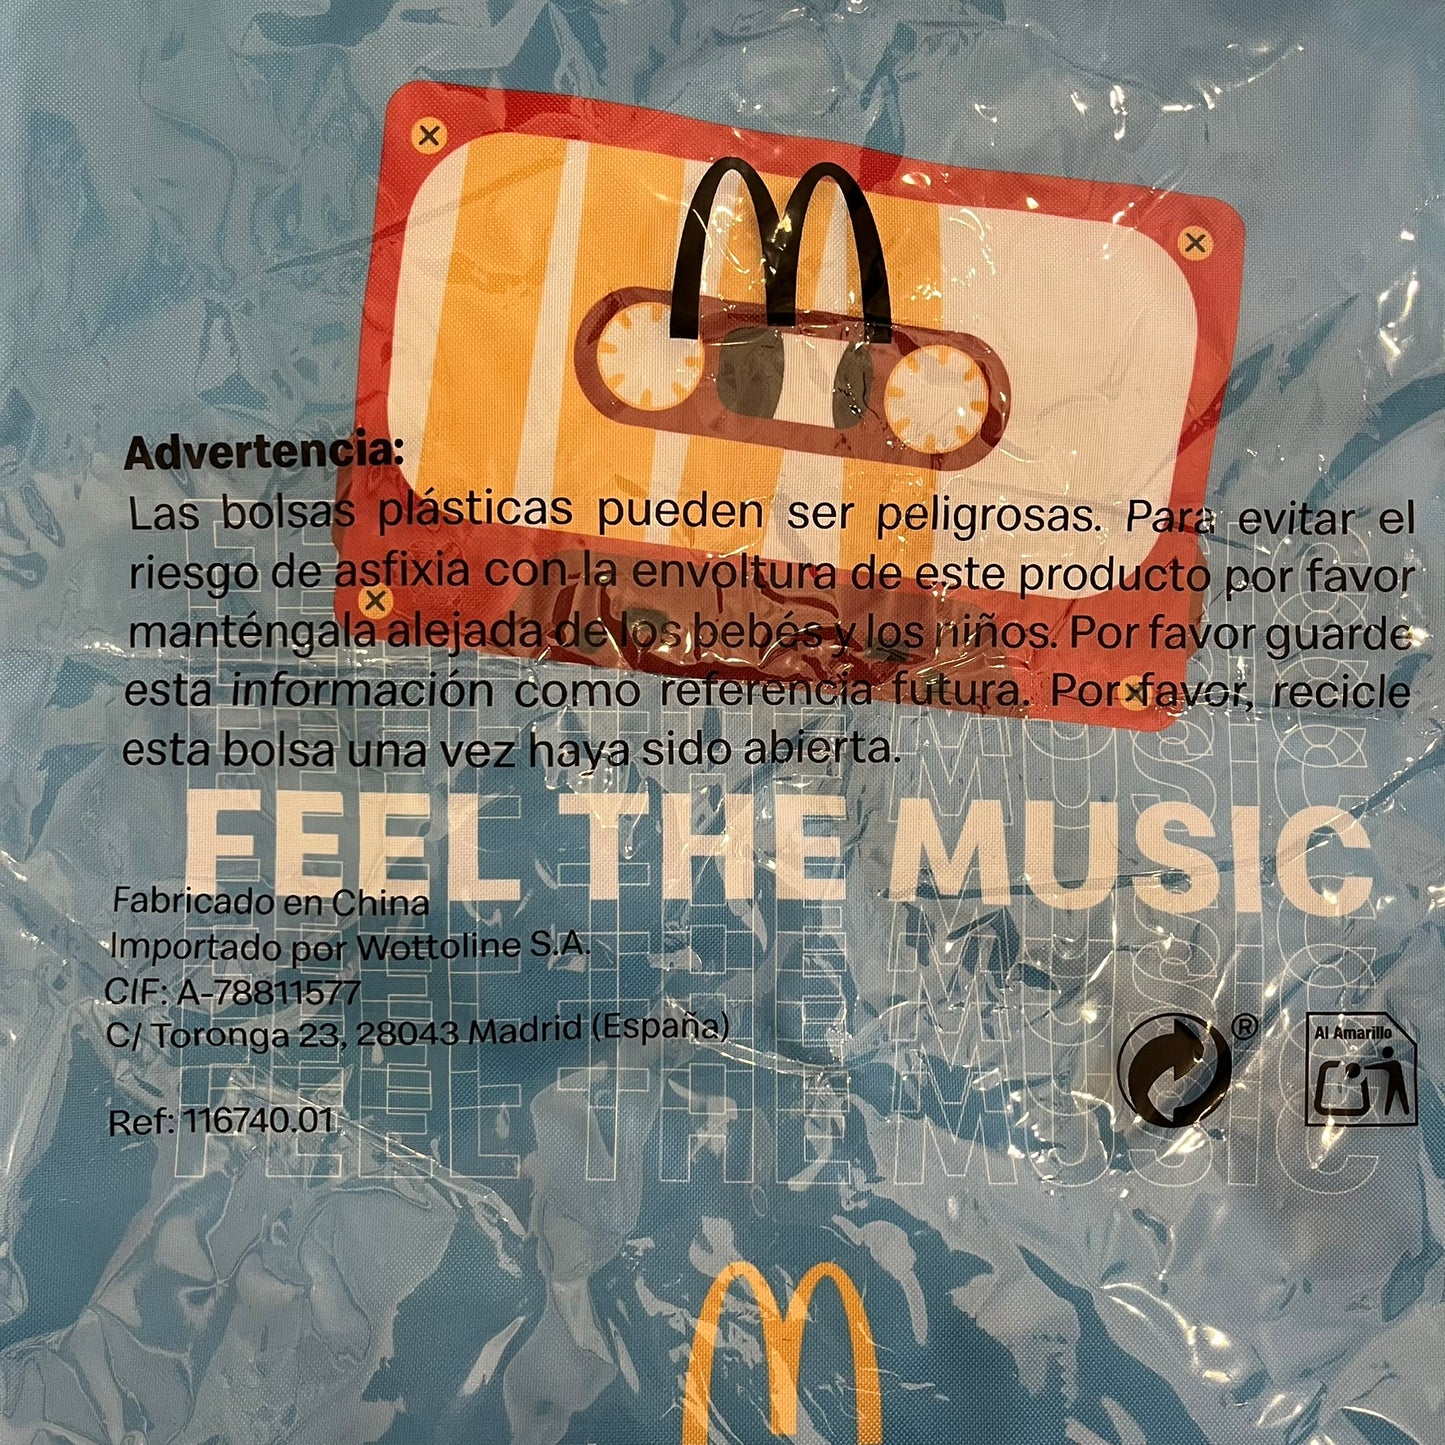 Advertencia:
Las bolsas plásticas pueden ser peligrosas. Para evitar el
riesgo de asfixia con la envoltura de este producto por favor
manténgala alejada de los bebés y los niños. Por favor guarde
esta información como referencia futura. Por favor, recicle
esta bolsa una vez haya sido abierta.
FEEL THE MUSIC
Fabricado en China
Importado por Wottoline S.A.
CIF: A-78811577
C/ Toronga 23, 28043 Madrid (España)
®
Al Amarillo
Ref: 116740.01